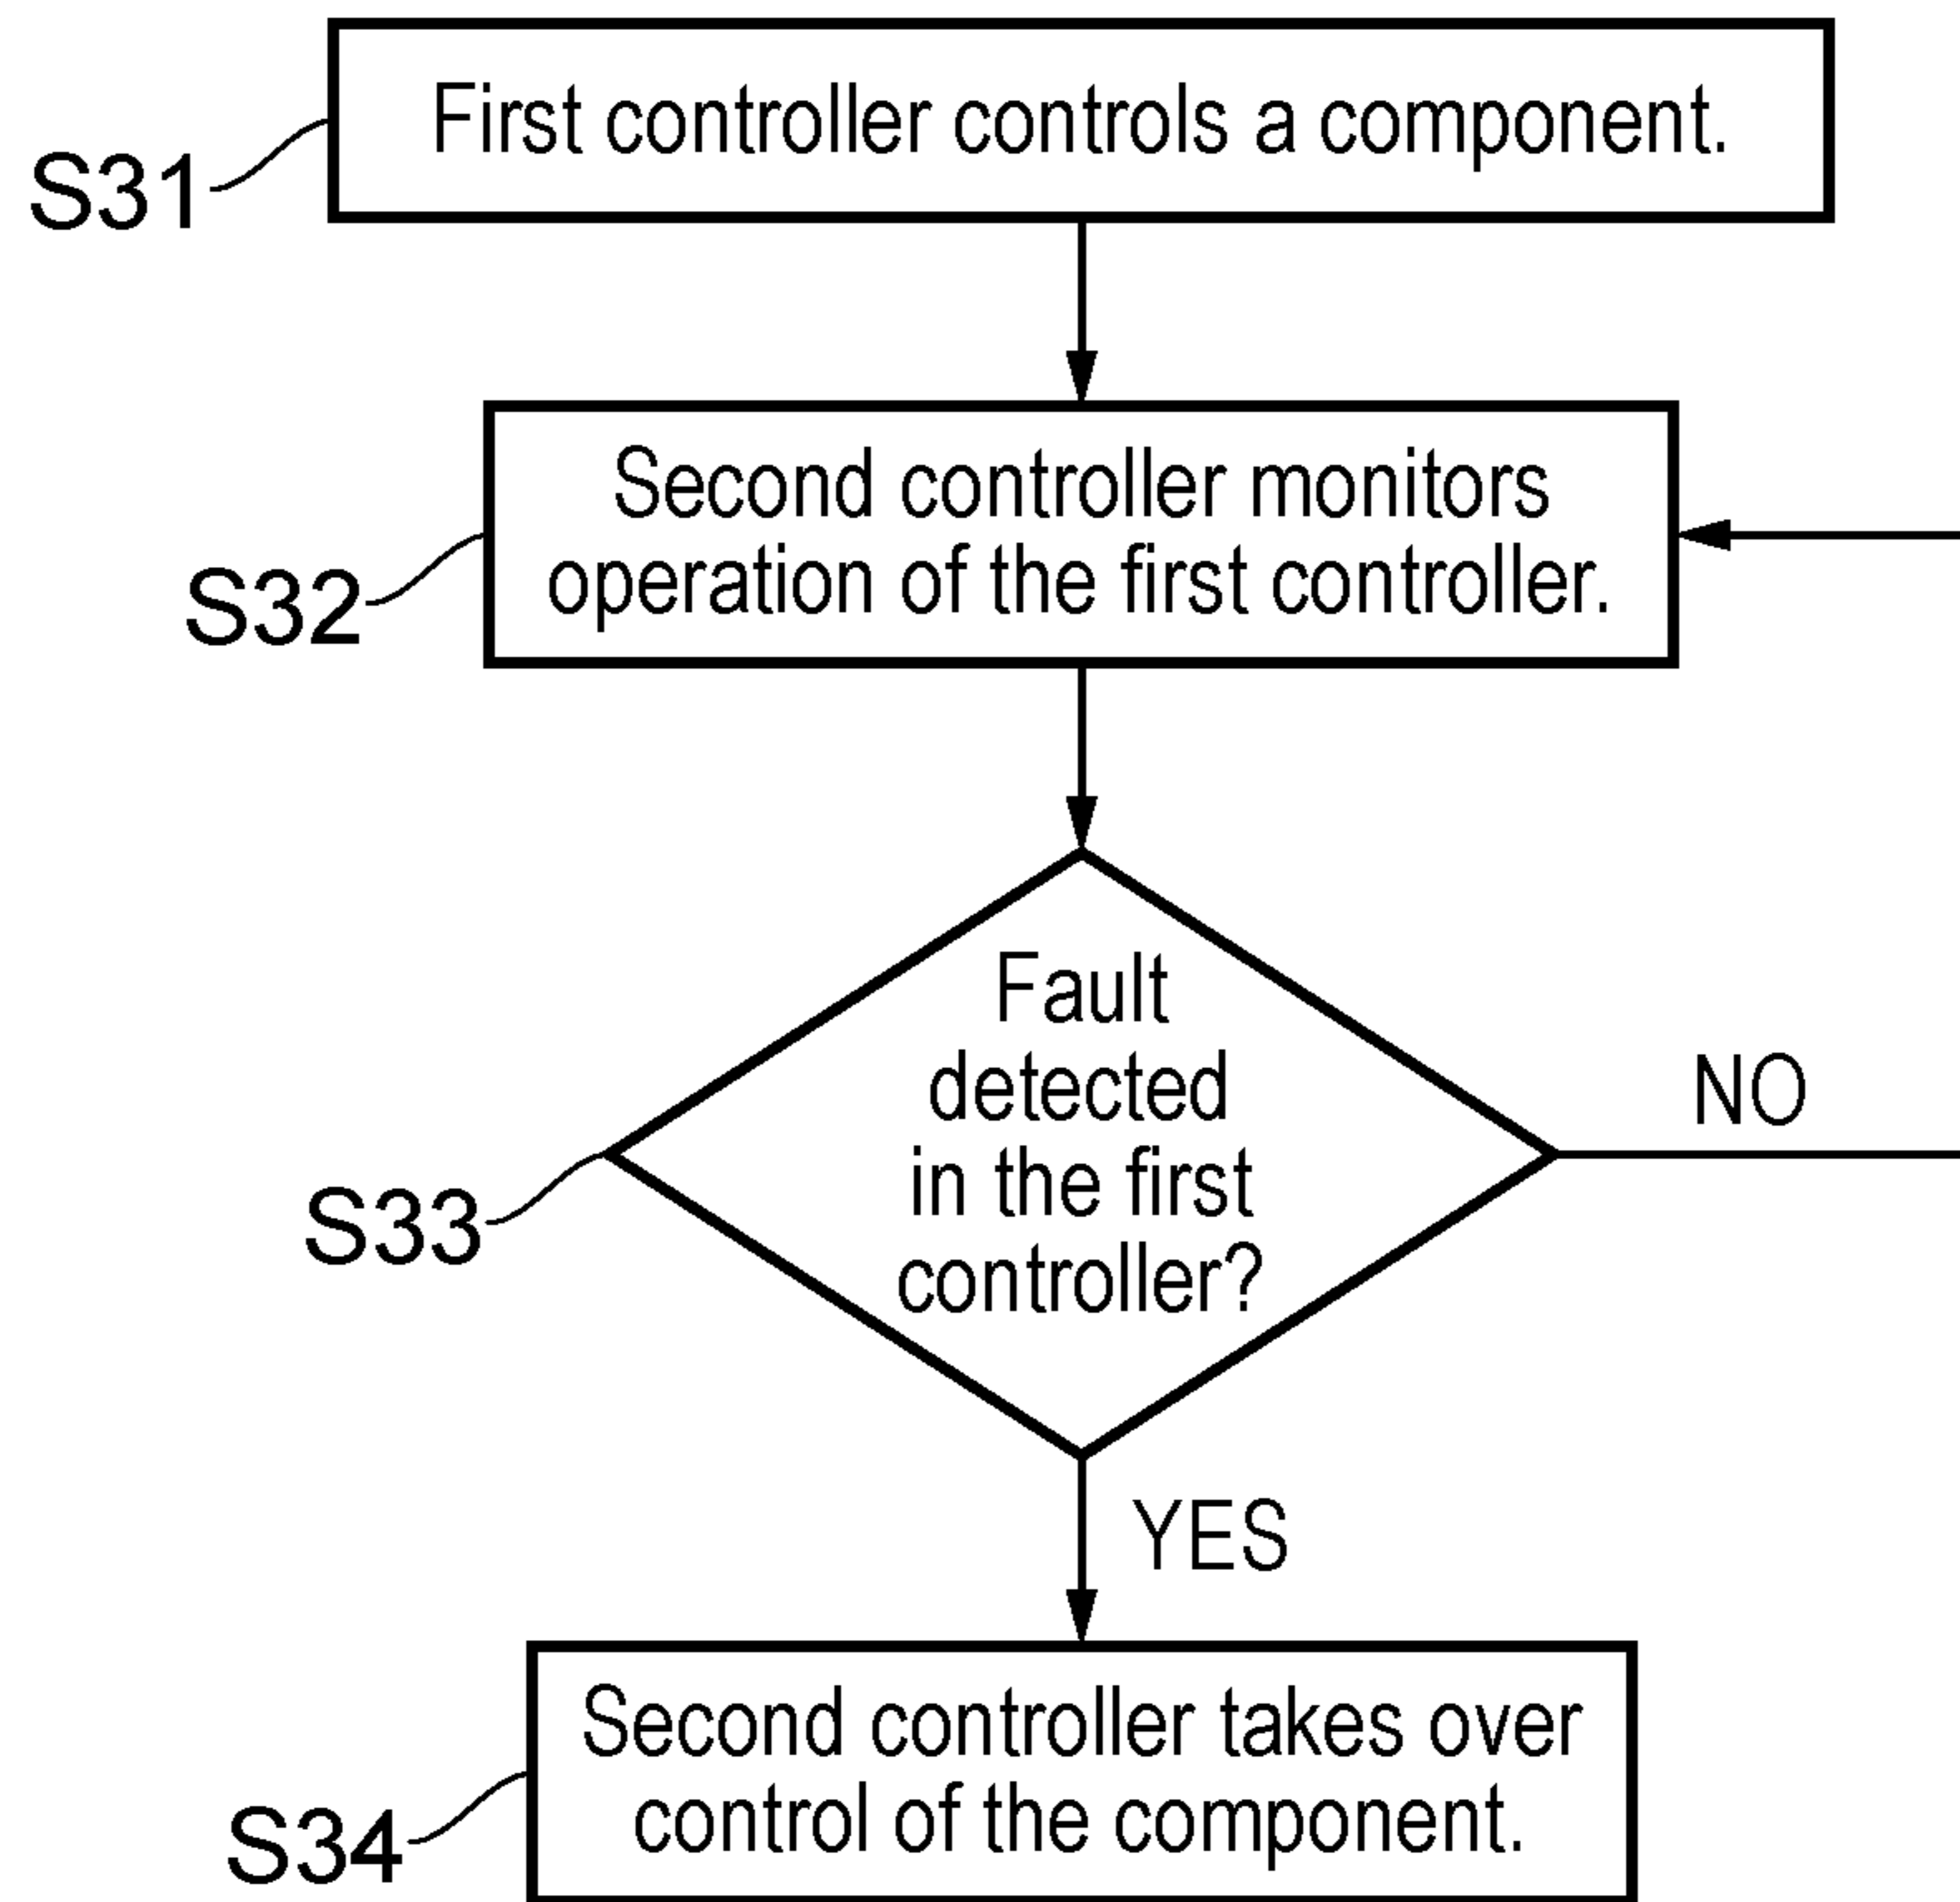 First controller controls a component.
S31
Second controller monitors
operation of the first controller.
S32
Fault
detected
in the first
controller?
NO
S33
YES
Second controller takes over
control of the component.
S34